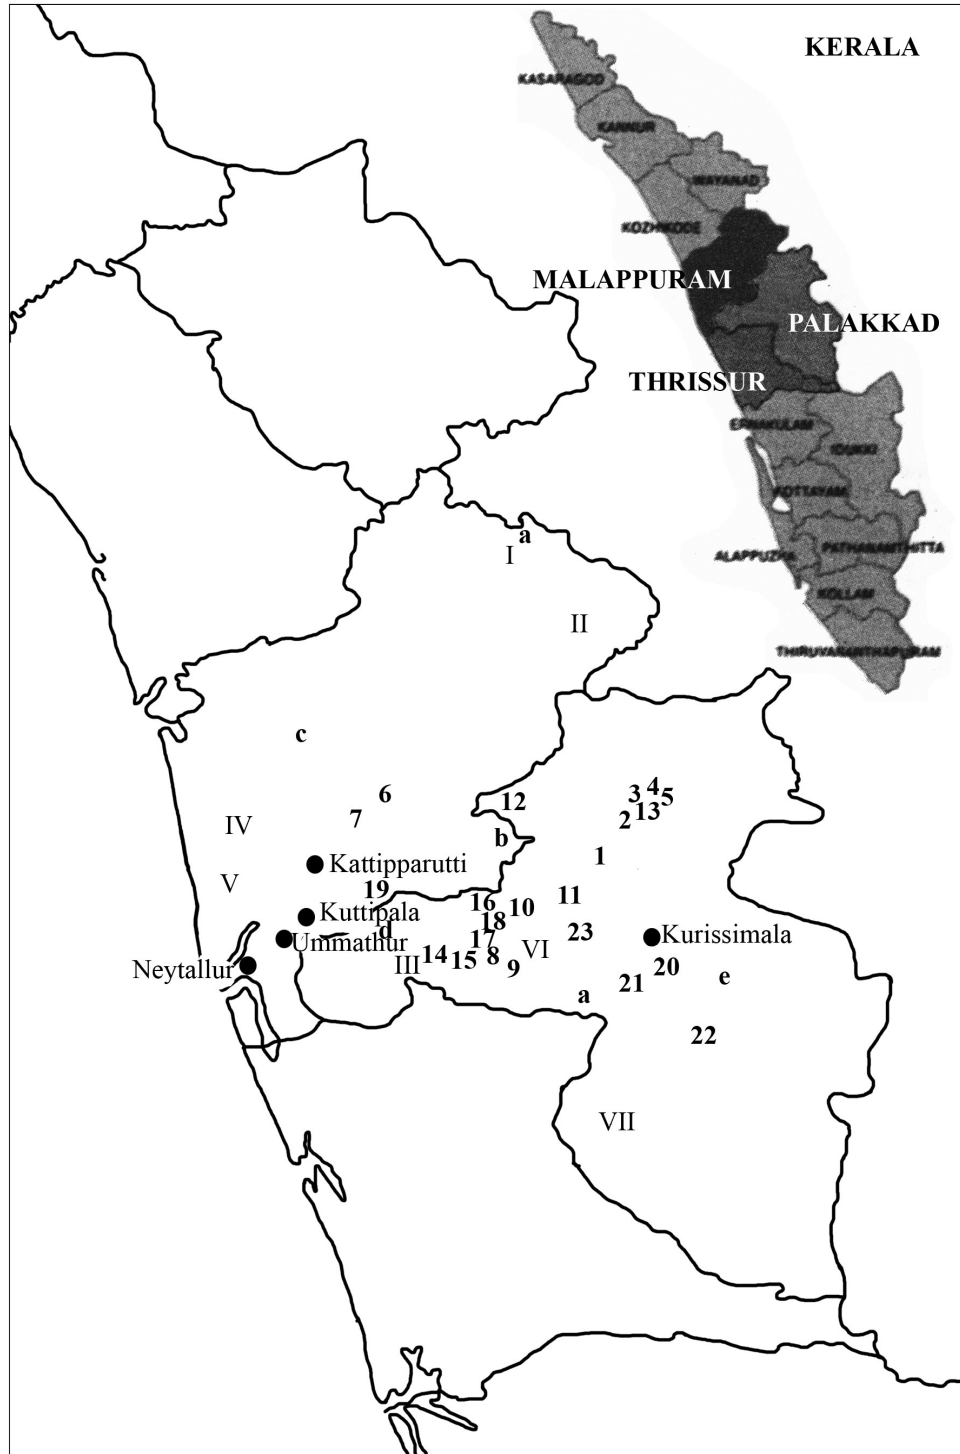 KERALA
KASARAGOD
KANNUR
WAYANAD
KOZHIKODE
MALAPPURAM
PALAKKAD
THRISSUR
ERNAKULAM
IDUKKI
KOTTAYAM
ALAPPUZHA
PATHANAMTHITTA
KOLLAM
THIRUVANANTHAPURAM
a
I
II
c
6
7
12
3
4
5
2
13
IV
b
1
V
Kattipparutti
19
16
10
11
Kuttipala
18
d
Ummathur
17
VI
23
Kurissimala
Neytallur
III
14
15
8
9
21
20
e
a
22
VII